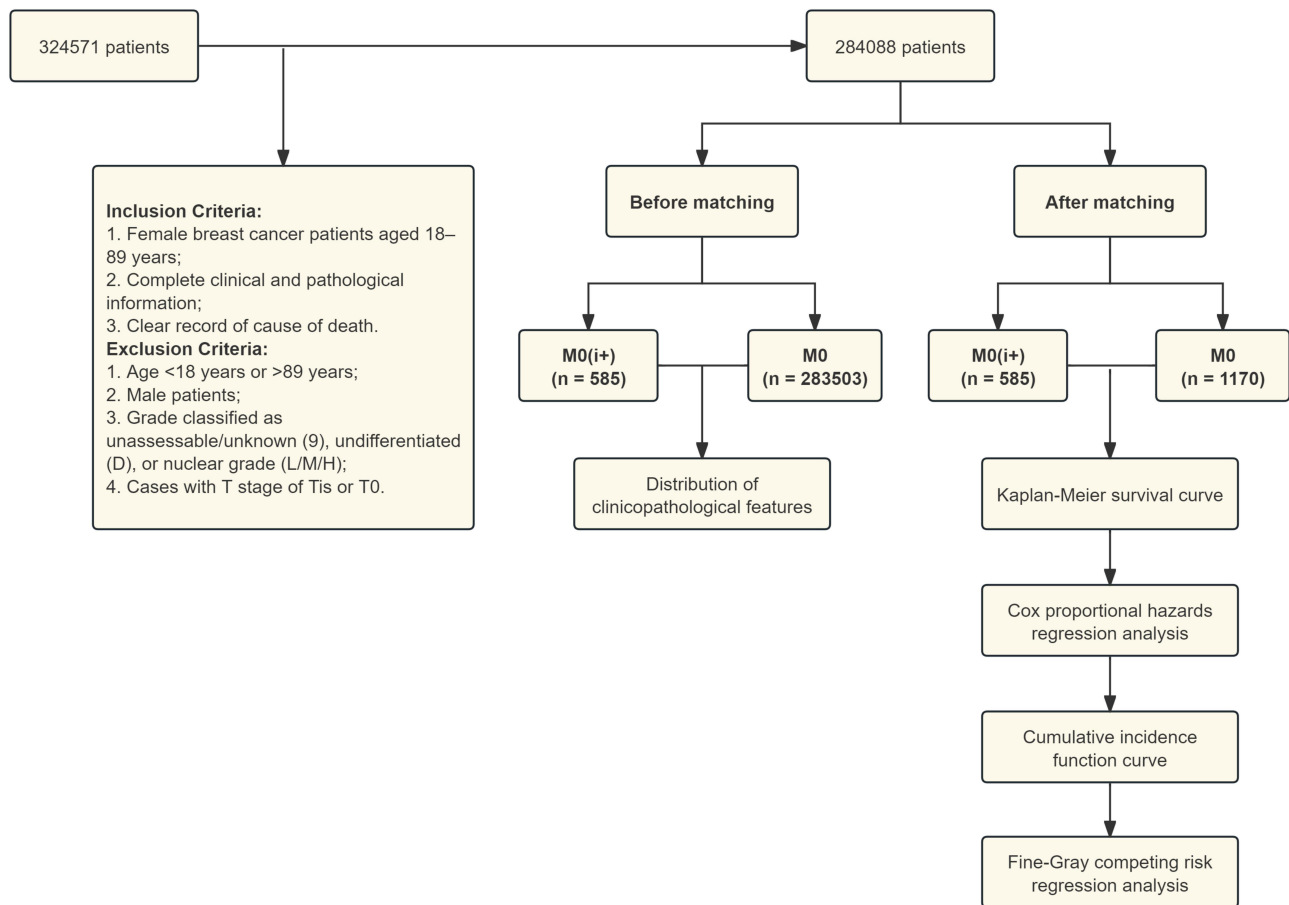 324571 patients
284088 patients
Inclusion Criteria:
1. Female breast cancer patients aged 18–
89 years;
2. Complete clinical and pathological
information;
3. Clear record of cause of death.
Exclusion Criteria:
1. Age <18 years or >89 years;
2. Male patients;
3. Grade classified as
unassessable/unknown (9), undifferentiated
(D), or nuclear grade (L/M/H);
4. Cases with T stage of Tis or T0.
Before matching
After matching
M0(i+)
(n = 585)
M0
(n = 283503)
M0(i+)
(n = 585)
M0
(n = 1170)
Distribution of
clinicopathological features
Kaplan-Meier survival curve
Cox proportional hazards
regression analysis
Cumulative incidence
function curve
Fine-Gray competing risk
regression analysis